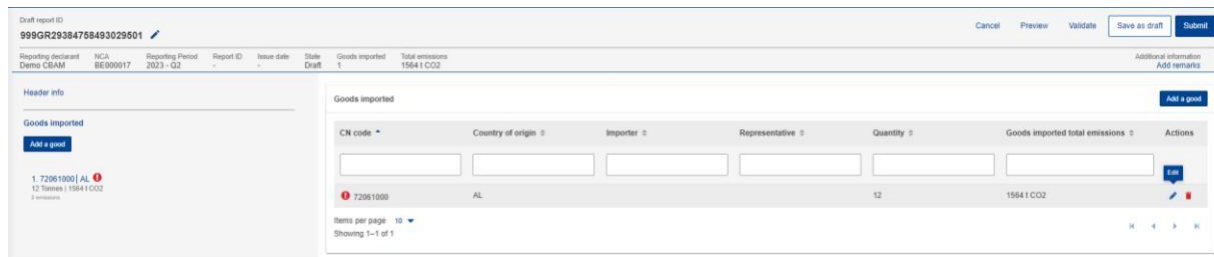 Draft report ID
999GR29384758493029501
Cancel Preview Validate Save as draft Submit
Reporting declarant NCA Reporting Period Report ID Issue date State Goods imported Total emissions Additional information
Demo CBAM BE000017 2023 - Q2 - - Draft 1 1564 t CO2 Add remarks
Header info
Goods imported
Add a good
1. 72061000 | AL
12 Tonnes | 1564 t CO2
2 emissions
Goods imported Add a good
CN code Country of origin Importer Representative Quantity Goods imported total emissions Actions
Edit
72061000 AL 12 1564 t CO2
Items per page 10
Showing 1–1 of 1